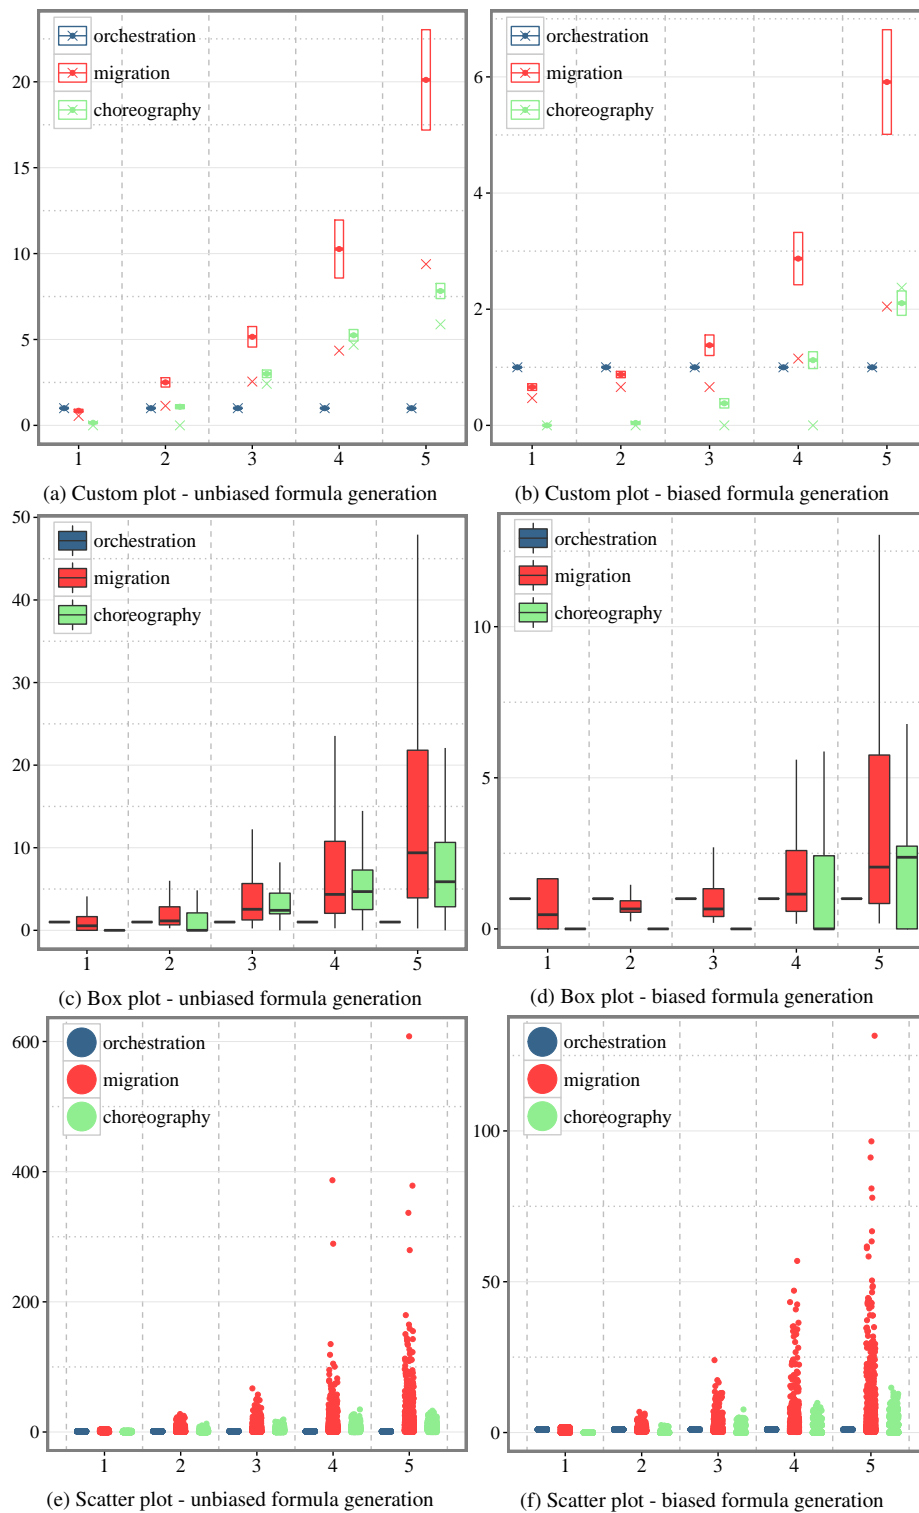 orchestration
migration
choreography
20
15
10
5
0
1 2 3 4 5
(a) Custom plot - unbiased formula generation
orchestration
migration
choreography
6
4
2
0
1 2 3 4 5
(b) Custom plot - biased formula generation
orchestration
migration
choreography
50
40
30
20
10
0
1 2 3 4 5
(c) Box plot - unbiased formula generation
orchestration
migration
choreography
10
5
0
1 2 3 4 5
(d) Box plot - biased formula generation
orchestration
migration
choreography
600
400
200
0
1 2 3 4 5
(e) Scatter plot - unbiased formula generation
orchestration
migration
choreography
100
50
0
1 2 3 4 5
(f) Scatter plot - biased formula generation